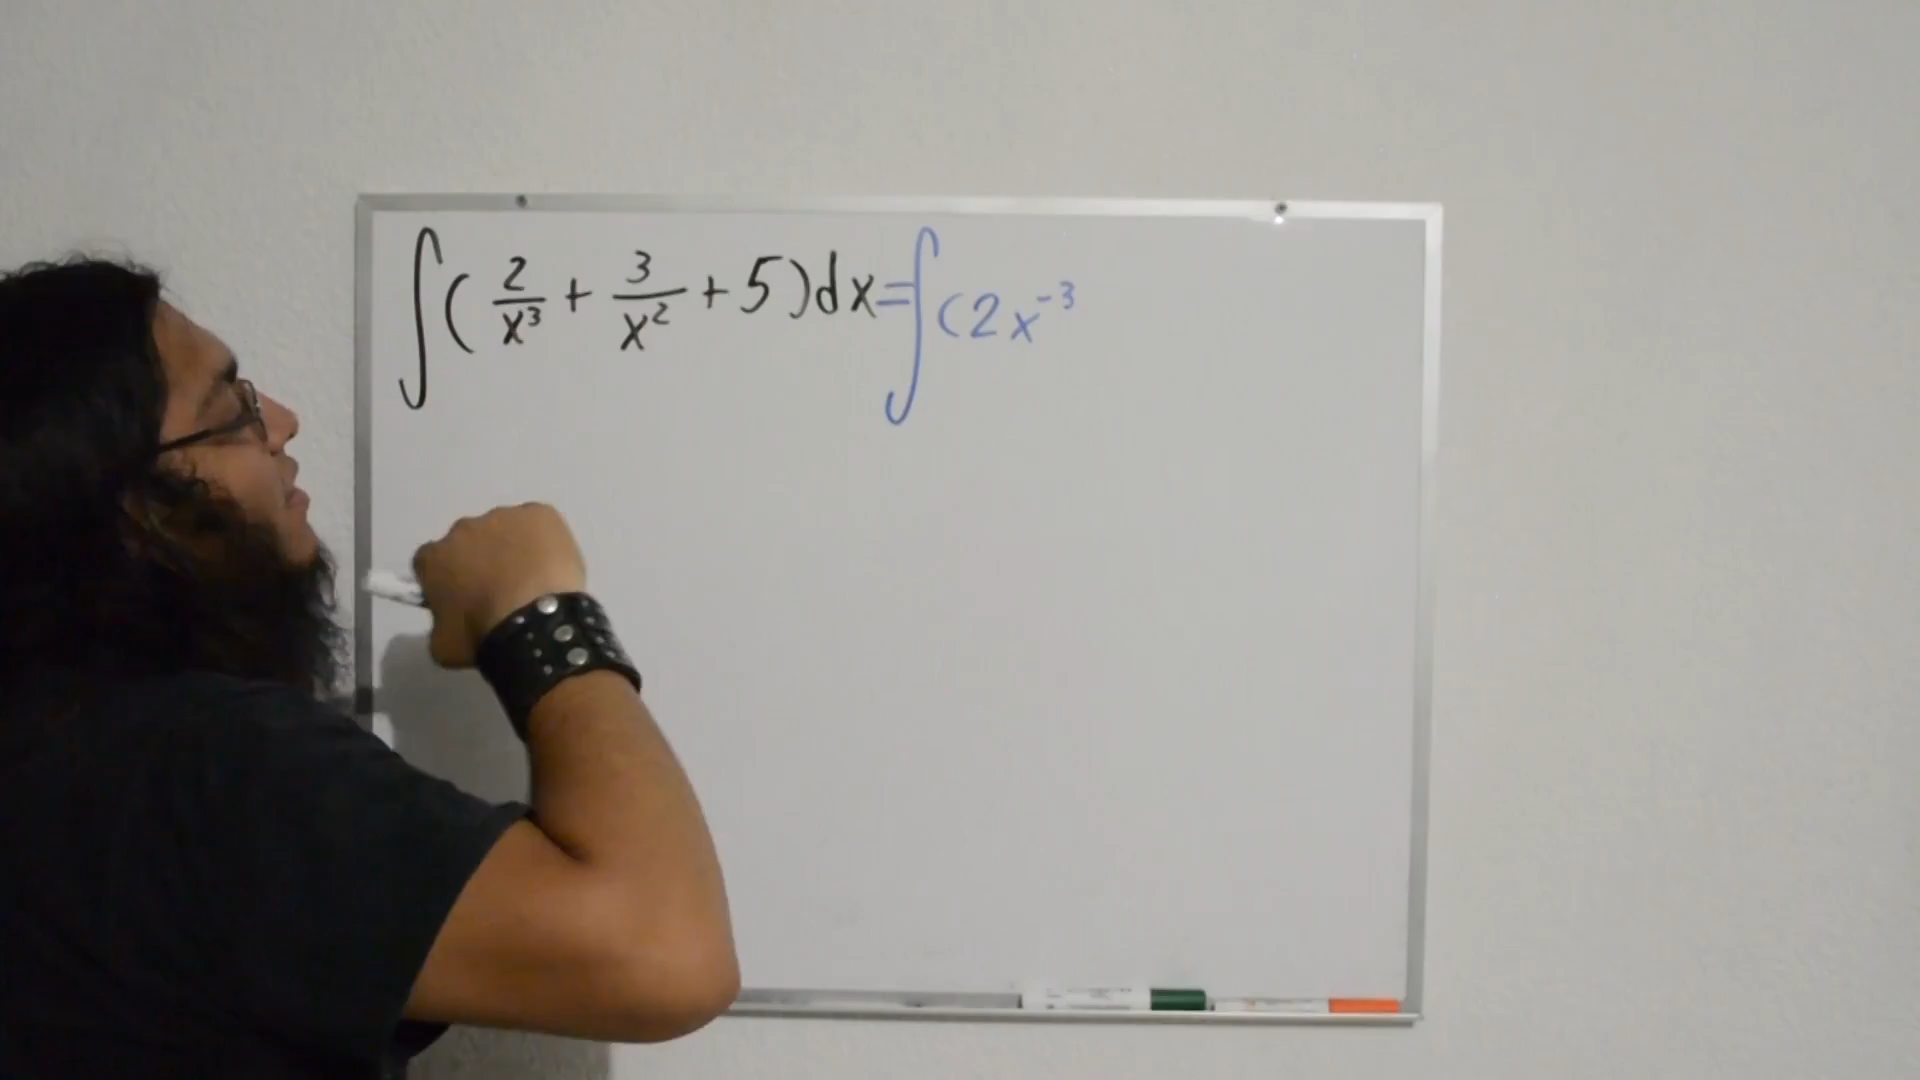 ∫(2/x³ + 3/x² + 5)dx=∫(2x⁻³